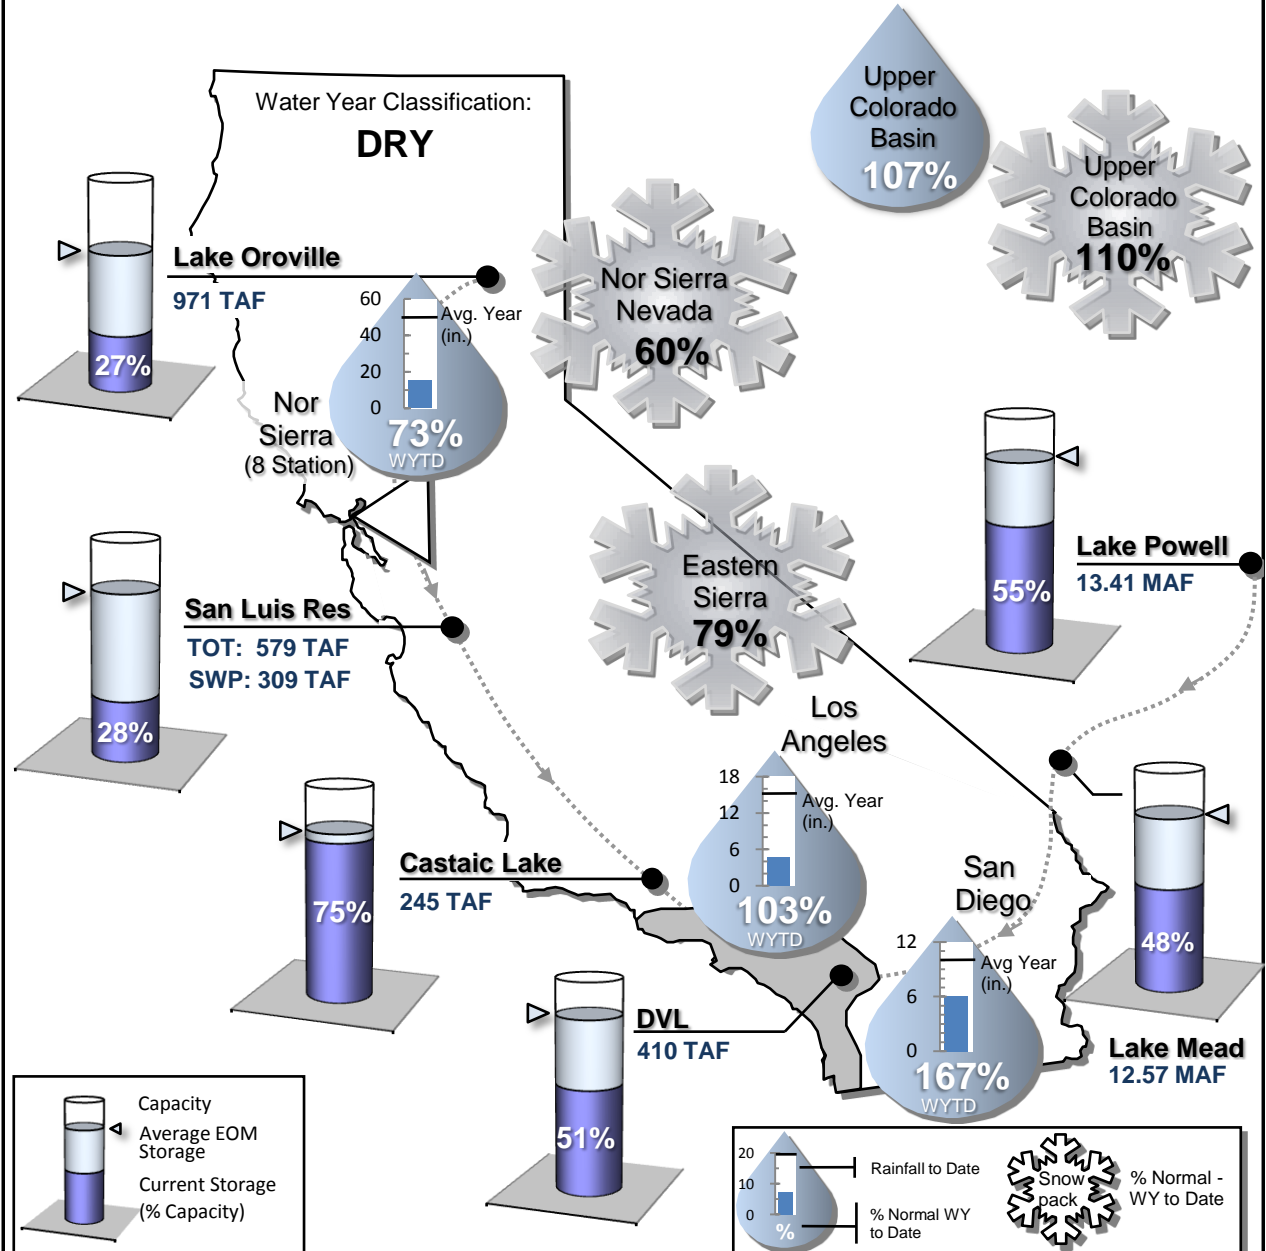 Water Year Classification:
DRY
Upper
Colorado
Basin
107%
Upper
Colorado
Basin
110%
Lake Oroville
971 TAF
27%
60
40
20
0
Avg. Year
(in.)
73%
WYTD
Nor
Sierra
(8 Station)
Nor Sierra
Nevada
60%
Eastern
Sierra
79%
Lake Powell
13.41 MAF
55%
San Luis Res
TOT: 579 TAF
SWP: 309 TAF
28%
Los
Angeles
18
12
6
0
Avg. Year
(in.)
103%
WYTD
Castaic Lake
245 TAF
75%
San
Diego
12
6
0
Avg Year
(in.)
167%
WYTD
48%
Lake Mead
12.57 MAF
DVL
410 TAF
51%
Capacity
Average EOM
Storage
Current Storage
(% Capacity)
20
10
0
%
Rainfall to Date
% Normal WY
to Date
Snow
pack
% Normal -
WY to Date